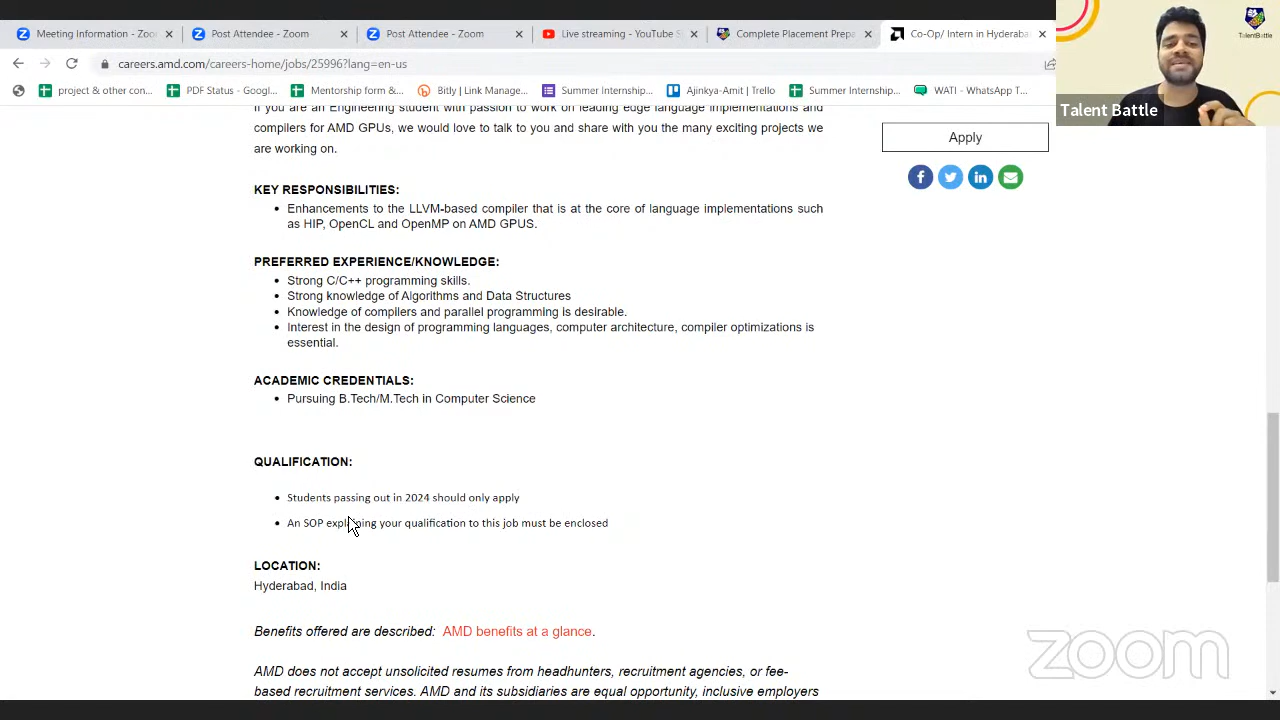 Meeting Information - Zoo
Post Attendee - Zoom
Post Attendee - Zoom
Live streaming - YouTube S
Complete Placement Prepa
Co-Op/ Intern in Hyderaba
TalentBattle
careers.amd.com/careers-home/jobs/25996?lang=en-us
project & other con...
PDF Status - Googl...
Mentorship form &...
Bitly | Link Manage...
Summer Internship...
Ajinkya-Amit | Trello
Summer Internship...
WATI - WhatsApp T...
Talent Battle
If you are an Engineering student with passion to work on leading edge language implementations and
compilers for AMD GPUs, we would love to talk to you and share with you the many exciting projects we
are working on.
Apply
KEY RESPONSIBILITIES:
Enhancements to the LLVM-based compiler that is at the core of language implementations such
as HIP, OpenCL and OpenMP on AMD GPUS.
PREFERRED EXPERIENCE/KNOWLEDGE:
Strong C/C++ programming skills.
Strong knowledge of Algorithms and Data Structures
Knowledge of compilers and parallel programming is desirable.
Interest in the design of programming languages, computer architecture, compiler optimizations is
essential.
ACADEMIC CREDENTIALS:
Pursuing B.Tech/M.Tech in Computer Science
QUALIFICATION:
Students passing out in 2024 should only apply
An SOP explaining your qualification to this job must be enclosed
LOCATION:
Hyderabad, India
Benefits offered are described: AMD benefits at a glance.
AMD does not accept unsolicited resumes from headhunters, recruitment agencies, or fee-
based recruitment services. AMD and its subsidiaries are equal opportunity, inclusive employers
zoom